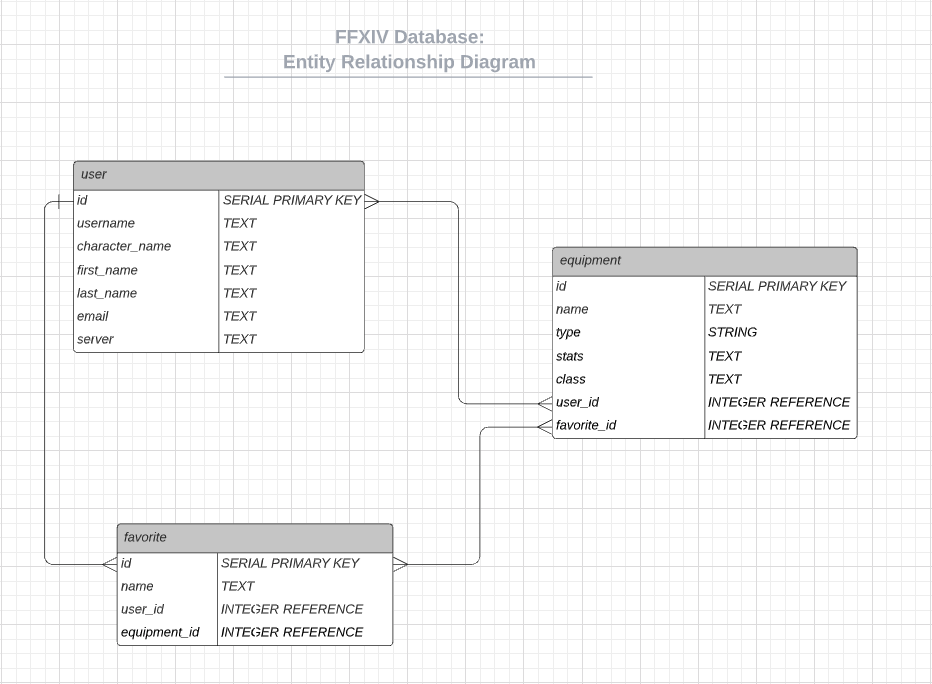 FFXIV Database:
Entity Relationship Diagram
user
id SERIAL PRIMARY KEY
username TEXT
character_name TEXT
first_name TEXT
last_name TEXT
email TEXT
server TEXT
equipment
id SERIAL PRIMARY KEY
name TEXT
type STRING
stats TEXT
class TEXT
user_id INTEGER REFERENCE
favorite_id INTEGER REFERENCE
favorite
id SERIAL PRIMARY KEY
name TEXT
user_id INTEGER REFERENCE
equipment_id INTEGER REFERENCE